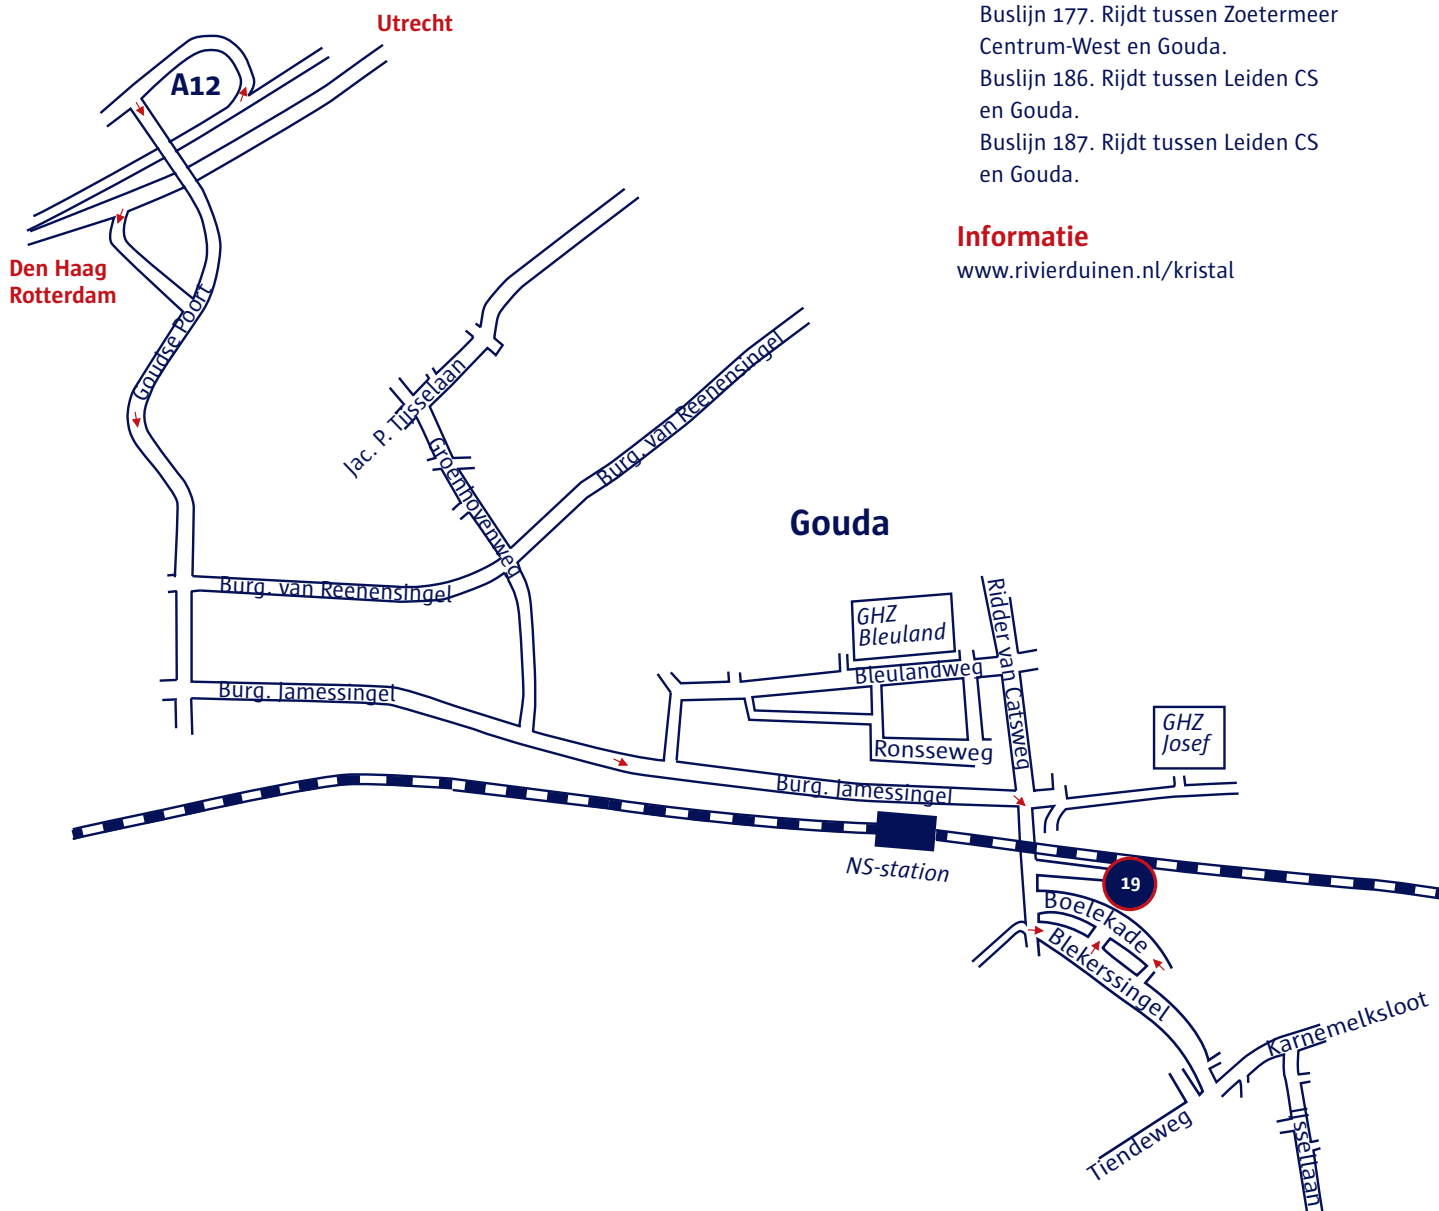 Utrecht
A12
Den Haag
Rotterdam
Buslijn 177. Rijdt tussen Zoetermeer
Centrum-West en Gouda.
Buslijn 186. Rijdt tussen Leiden CS
en Gouda.
Buslijn 187. Rijdt tussen Leiden CS
en Gouda.
Informatie
www.rivierduinen.nl/kristal
Goudse Poort
Jac. P. Tijsselaan
Groenhovenweg
Burg. van Reenensingel
Gouda
Burg. van Reenensingel
Burg. Jamessingel
GHZ
Bleuland
Bleulandweg
Ridder van Catsweg
Ronsseweg
GHZ
Josef
Burg. Jamessingel
NS-station
19
Boelekade
Blekerssingel
Karnemelksloot
Tiendeweg
IJssellaan